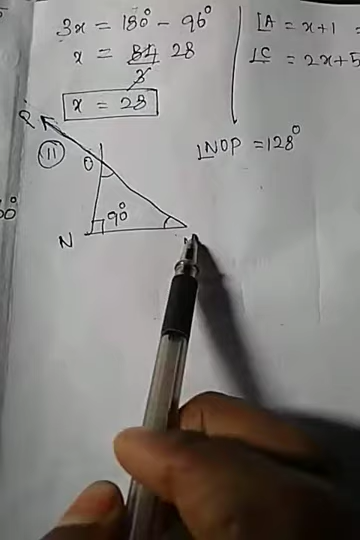 3x = 180° - 96°
x = 84 28
3
x = 28
∠A = x+1 =
∠C = 2x+5
P
11
O
∠NOP = 128°
90°
N